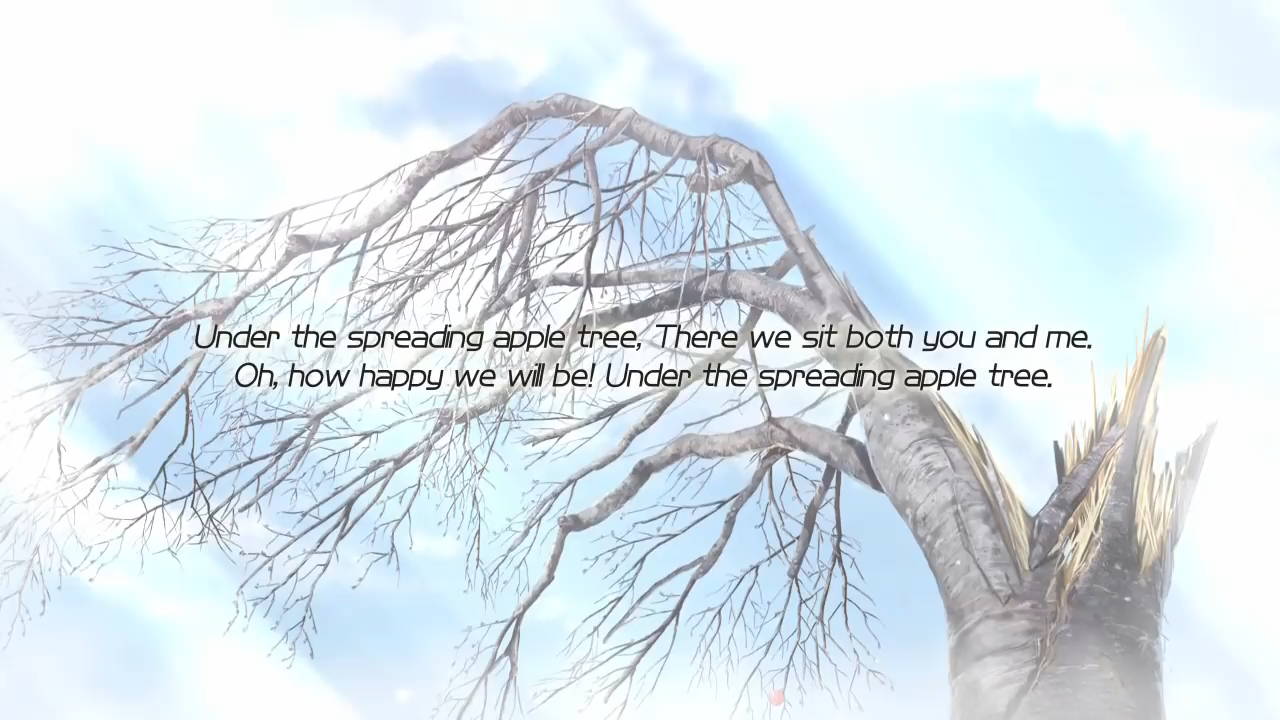 Under the spreading apple tree, There we sit both you and me.
Oh, how happy we will be! Under the spreading apple tree.